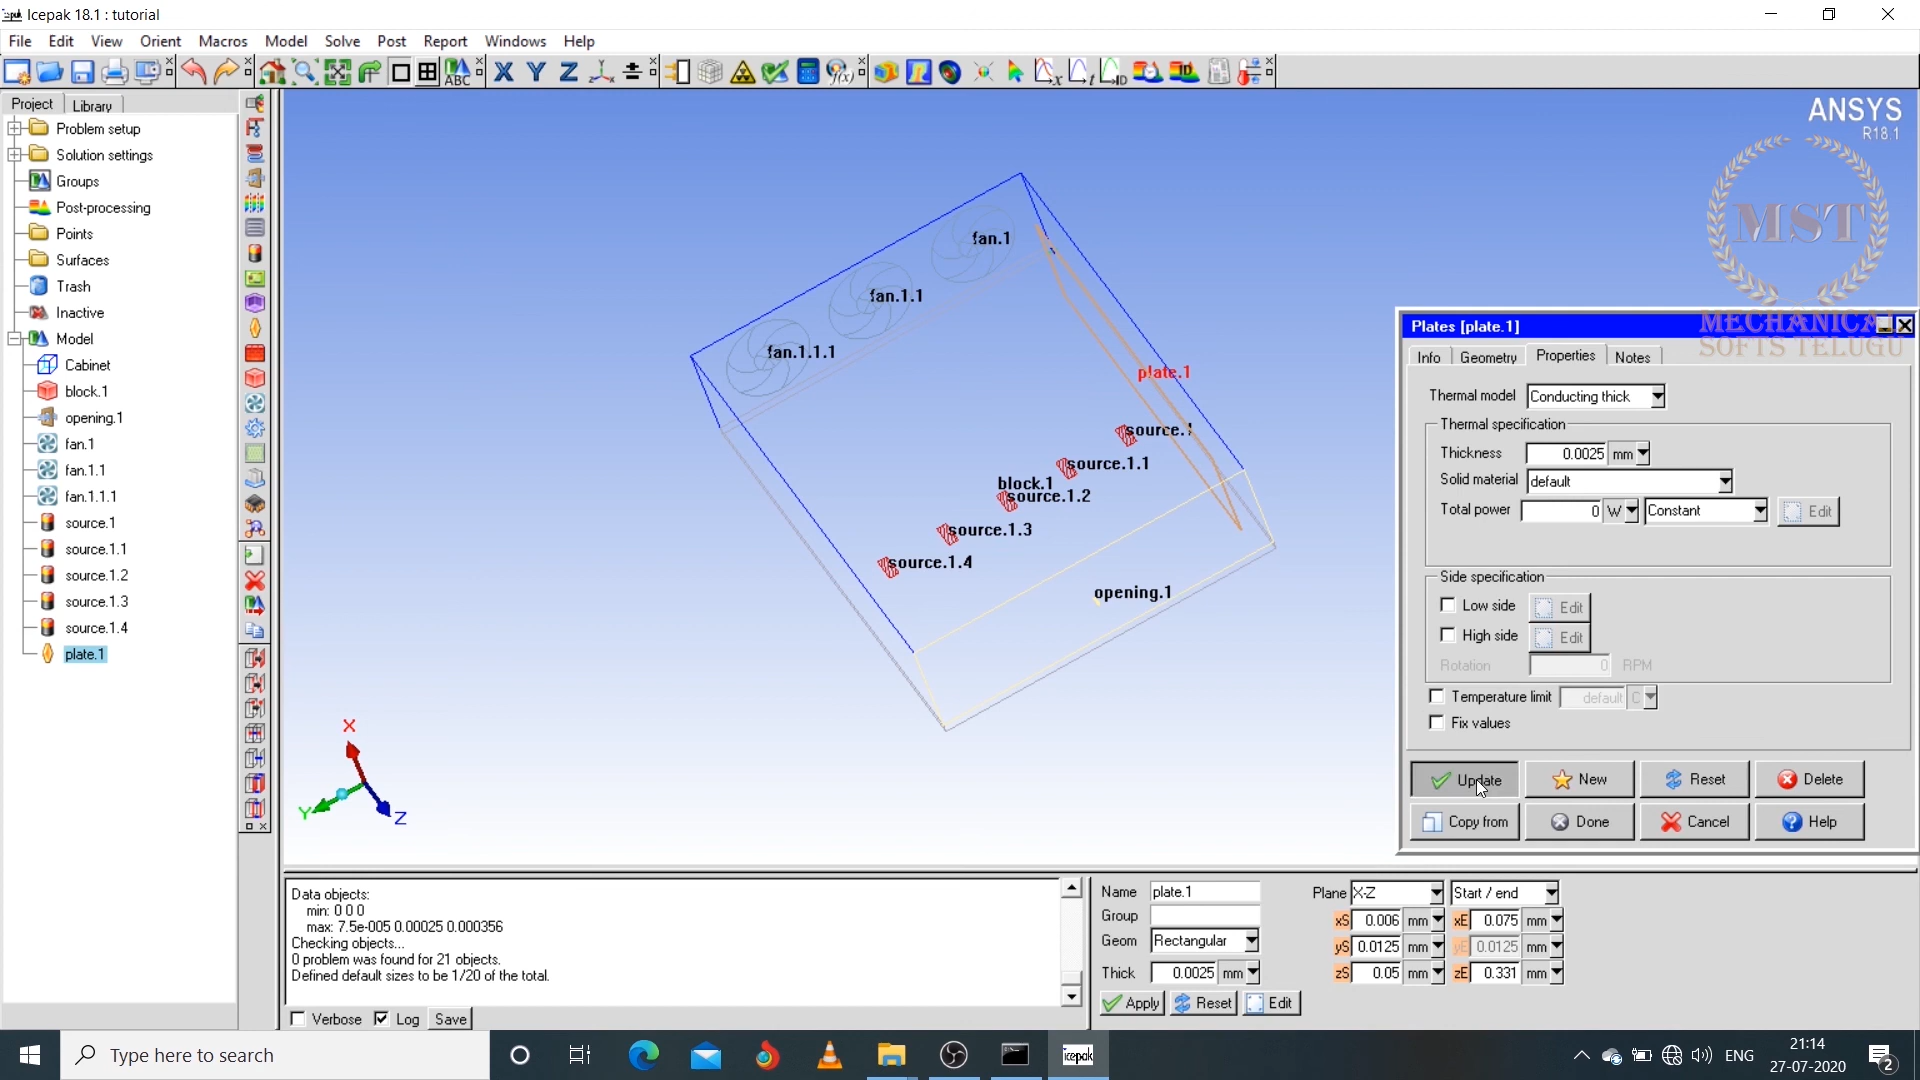 Icepak 18.1 : tutorial
File Edit View Orient Macros Model Solve Post Report Windows Help
Project Library
Problem setup
Solution settings
Groups
Post-processing
Points
Surfaces
Trash
Inactive
Model
Cabinet
block.1
opening.1
fan.1
fan.1.1
fan.1.1.1
source.1
source.1.1
source.1.2
source.1.3
source.1.4
plate.1
ANSYS
R18.1
MST
MECHANICAL
SOFTS TELUGU
fan.1
fan.1.1
fan.1.1.1
plate.1
source.1
source.1.1
block.1
source.1.2
source.1.3
source.1.4
opening.1
X
Y
Z
Plates [plate.1]
Info Geometry Properties Notes
Thermal model Conducting thick
Thermal specification
Thickness 0.0025 mm
Solid material default
Total power 0 W Constant Edit
Side specification
Low side Edit
High side Edit
Rotation 0 RPM
Temperature limit default C
Fix values
Update New Reset Delete
Copy from Done Cancel Help
Data objects:
min: 0 0 0
max: 7.5e-005 0.00025 0.000356
Checking objects...
0 problem was found for 21 objects.
Defined default sizes to be 1/20 of the total.
Verbose Log Save
Name plate.1 Plane X-Z Start / end
Group xS 0.006 mm xE 0.075 mm
Geom Rectangular yS 0.0125 mm yE 0.0125 mm
Thick 0.0025 mm zS 0.05 mm zE 0.331 mm
Apply Reset Edit
Type here to search
icepak
ENG
21:14
27-07-2020
2